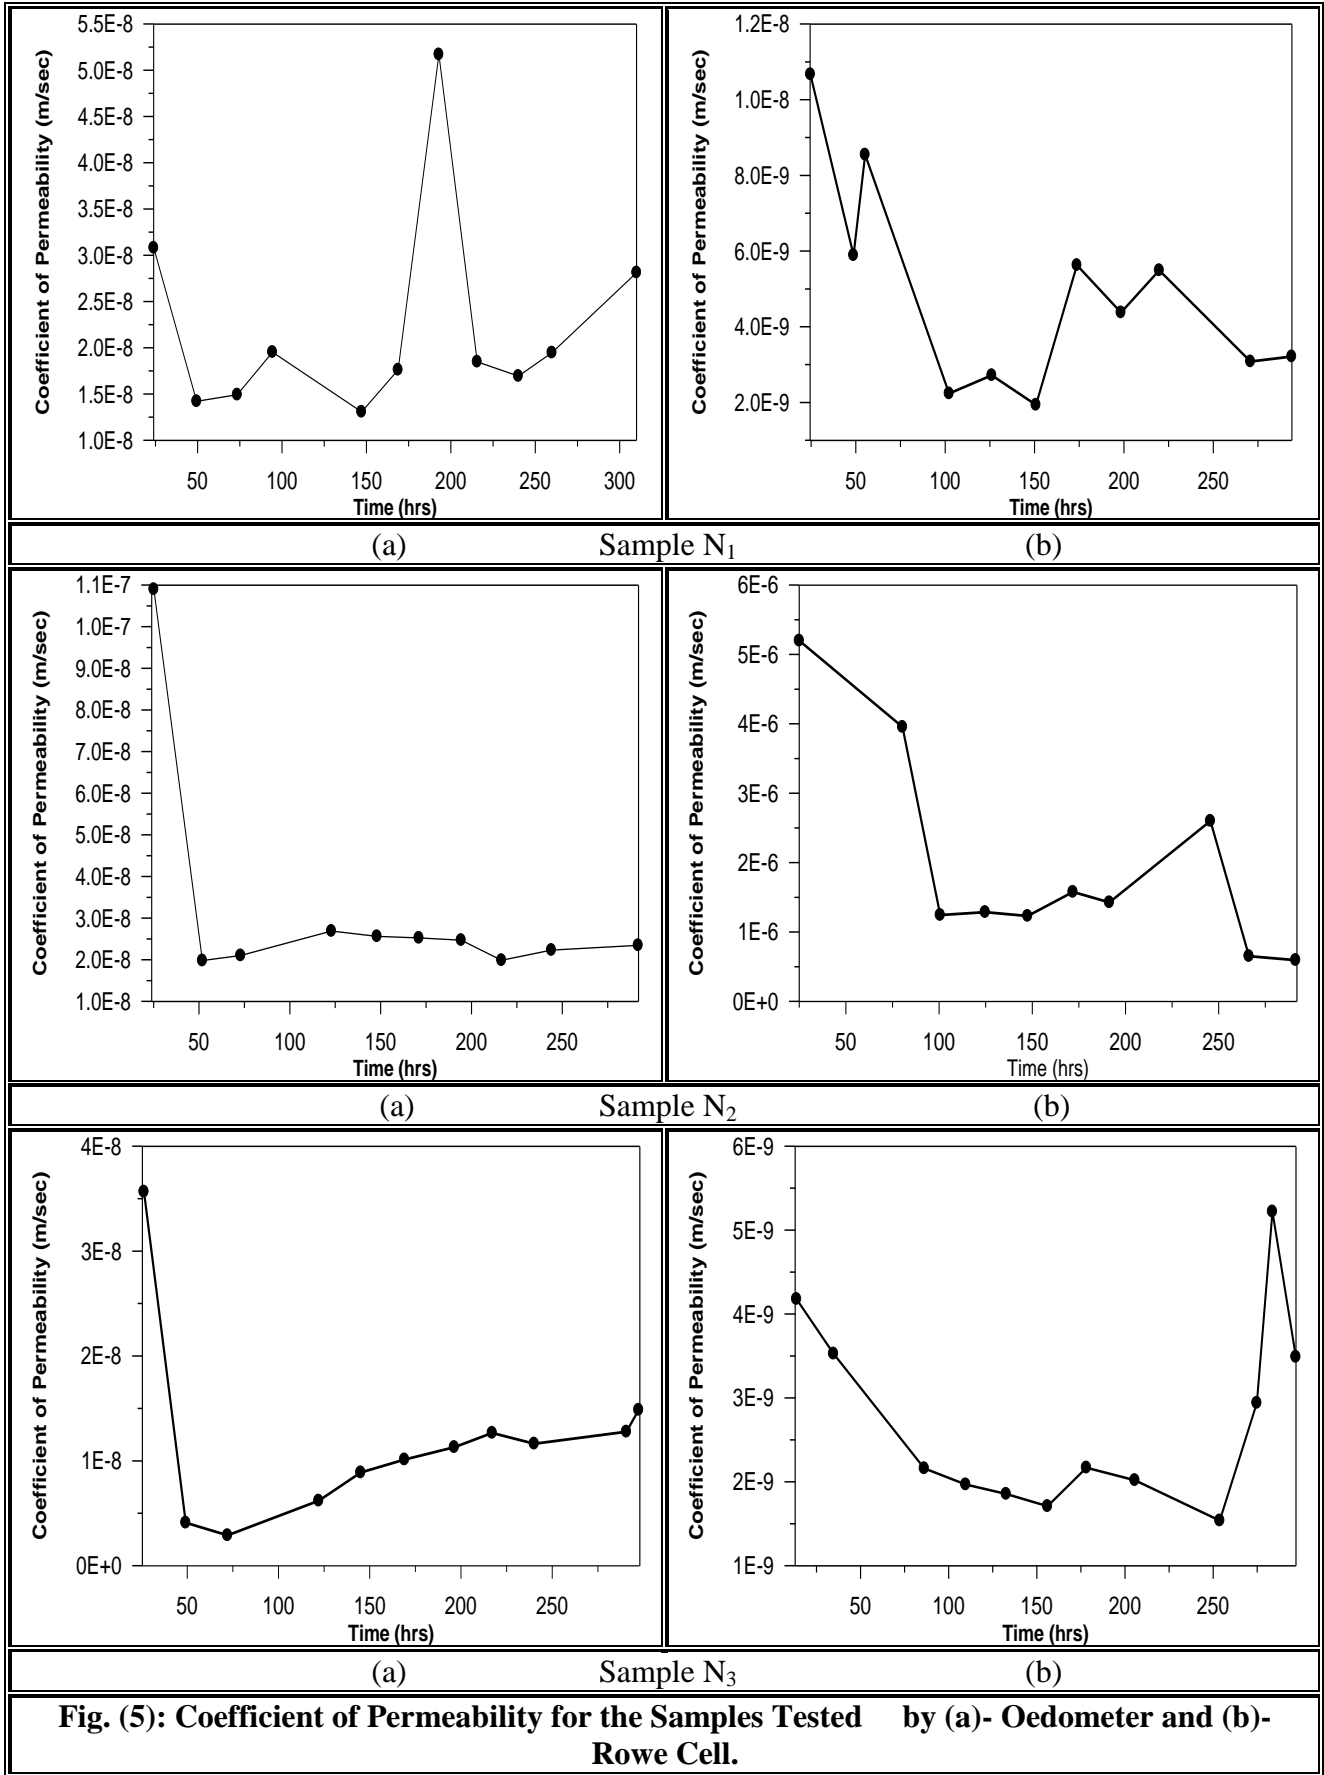 Coefficient of Permeability (m/sec)
5.5E-8
5.0E-8
4.5E-8
4.0E-8
3.5E-8
3.0E-8
2.5E-8
2.0E-8
1.5E-8
1.0E-8
50 100 150 200 250 300
Time (hrs)
Coefficient of Permeability (m/sec)
1.2E-8
1.0E-8
8.0E-9
6.0E-9
4.0E-9
2.0E-9
50 100 150 200 250
Time (hrs)
(a) Sample N₁ (b)
Coefficient of Permeability (m/sec)
1.1E-7
1.0E-7
9.0E-8
8.0E-8
7.0E-8
6.0E-8
5.0E-8
4.0E-8
3.0E-8
2.0E-8
1.0E-8
50 100 150 200 250
Time (hrs)
Coefficient of Permeability (m/sec)
6E-6
5E-6
4E-6
3E-6
2E-6
1E-6
0E+0
50 100 150 200 250
Time (hrs)
(a) Sample N₂ (b)
Coefficient of Permeability (m/sec)
4E-8
3E-8
2E-8
1E-8
0E+0
50 100 150 200 250
Time (hrs)
Coefficient of Permeability (m/sec)
6E-9
5E-9
4E-9
3E-9
2E-9
1E-9
50 100 150 200 250
Time (hrs)
(a) Sample N₃ (b)
Fig. (5): Coefficient of Permeability for the Samples Tested by (a)- Oedometer and (b)-
Rowe Cell.